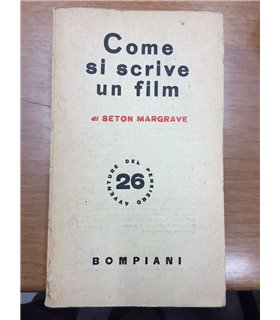 Come
si scrive
un film
di SETON MARGRAVE
AVVENTURE DEL PENSIERO
26
BOMPIANI